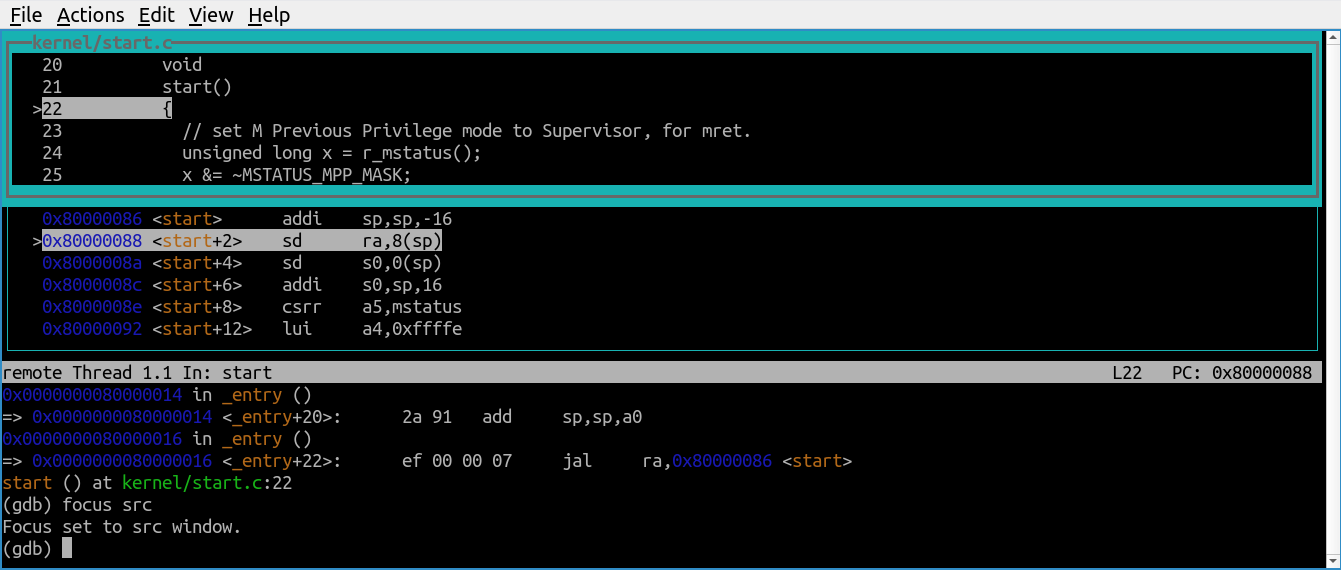 File Actions Edit View Help
kernel/start.c
20 void
21 start()
>22 {
23 // set M Previous Privilege mode to Supervisor, for mret.
24 unsigned long x = r_mstatus();
25 x &= ~MSTATUS_MPP_MASK;
0x80000086 <start> addi sp,sp,-16
>0x80000088 <start+2> sd ra,8(sp)
0x8000008a <start+4> sd s0,0(sp)
0x8000008c <start+6> addi s0,sp,16
0x8000008e <start+8> csrr a5,mstatus
0x80000092 <start+12> lui a4,0xffffe
remote Thread 1.1 In: start L22 PC: 0x80000088
0x0000000080000014 in _entry ()
=> 0x0000000080000014 <_entry+20>: 2a 91 add sp,sp,a0
0x0000000080000016 in _entry ()
=> 0x0000000080000016 <_entry+22>: ef 00 00 07 jal ra,0x80000086 <start>
start () at kernel/start.c:22
(gdb) focus src
Focus set to src window.
(gdb)